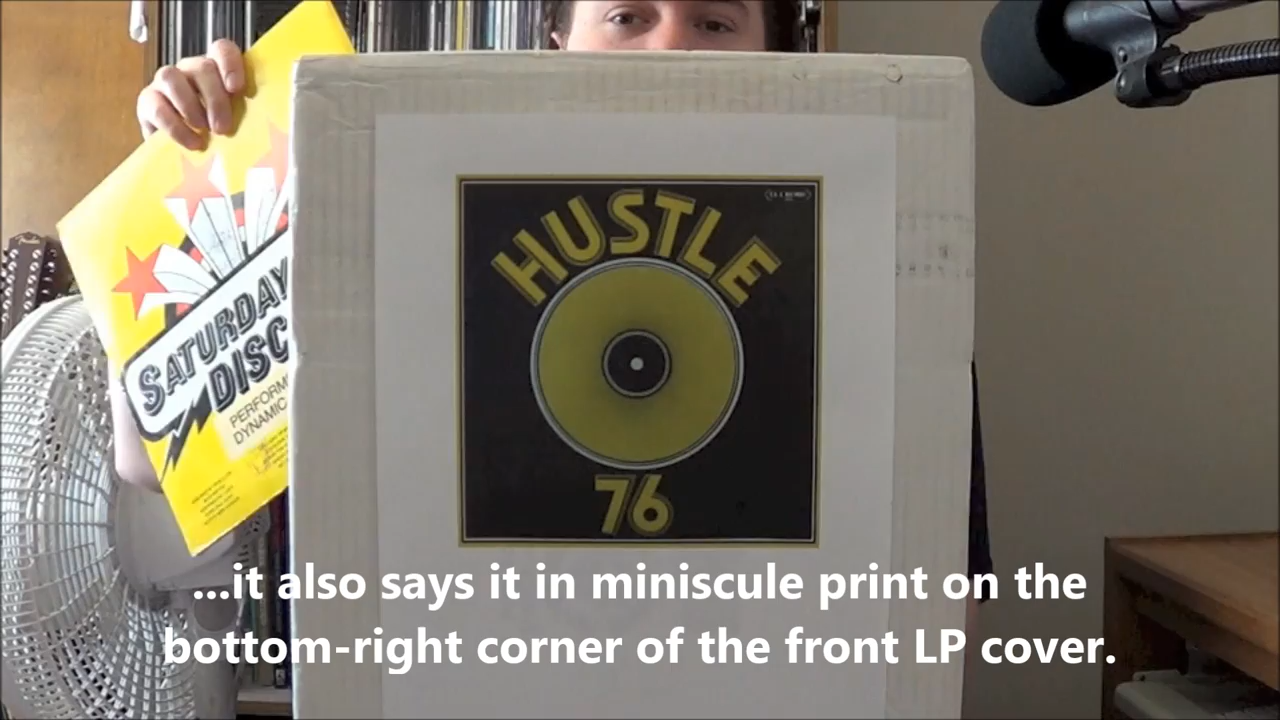 HUSTLE
76
SATURDAY
DISC
PERFORM
DYNAMIC
...it also says it in miniscule print on the
bottom-right corner of the front LP cover.